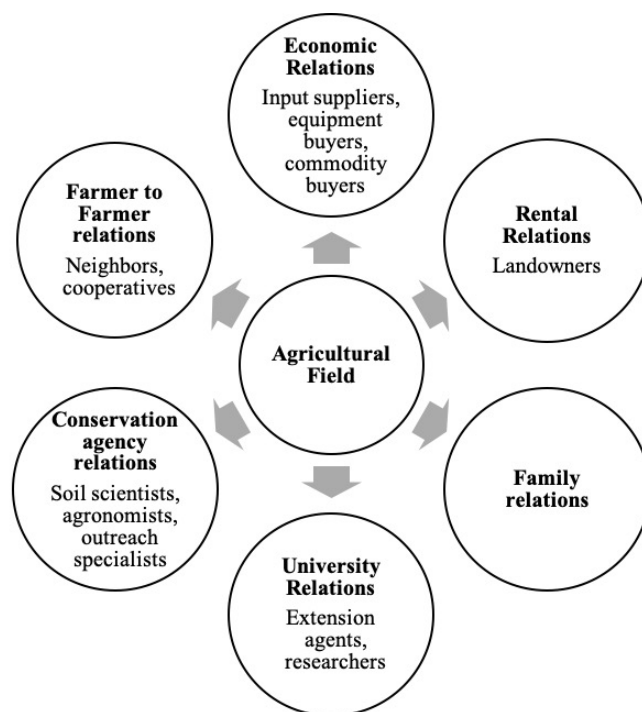 Economic
Relations
Input suppliers,
equipment
buyers,
commodity
buyers
Farmer to
Farmer
relations
Neighbors,
cooperatives
Rental
Relations
Landowners
Agricultural
Field
Conservation
agency
relations
Soil scientists,
agronomists,
outreach
specialists
Family
relations
University
Relations
Extension
agents,
researchers